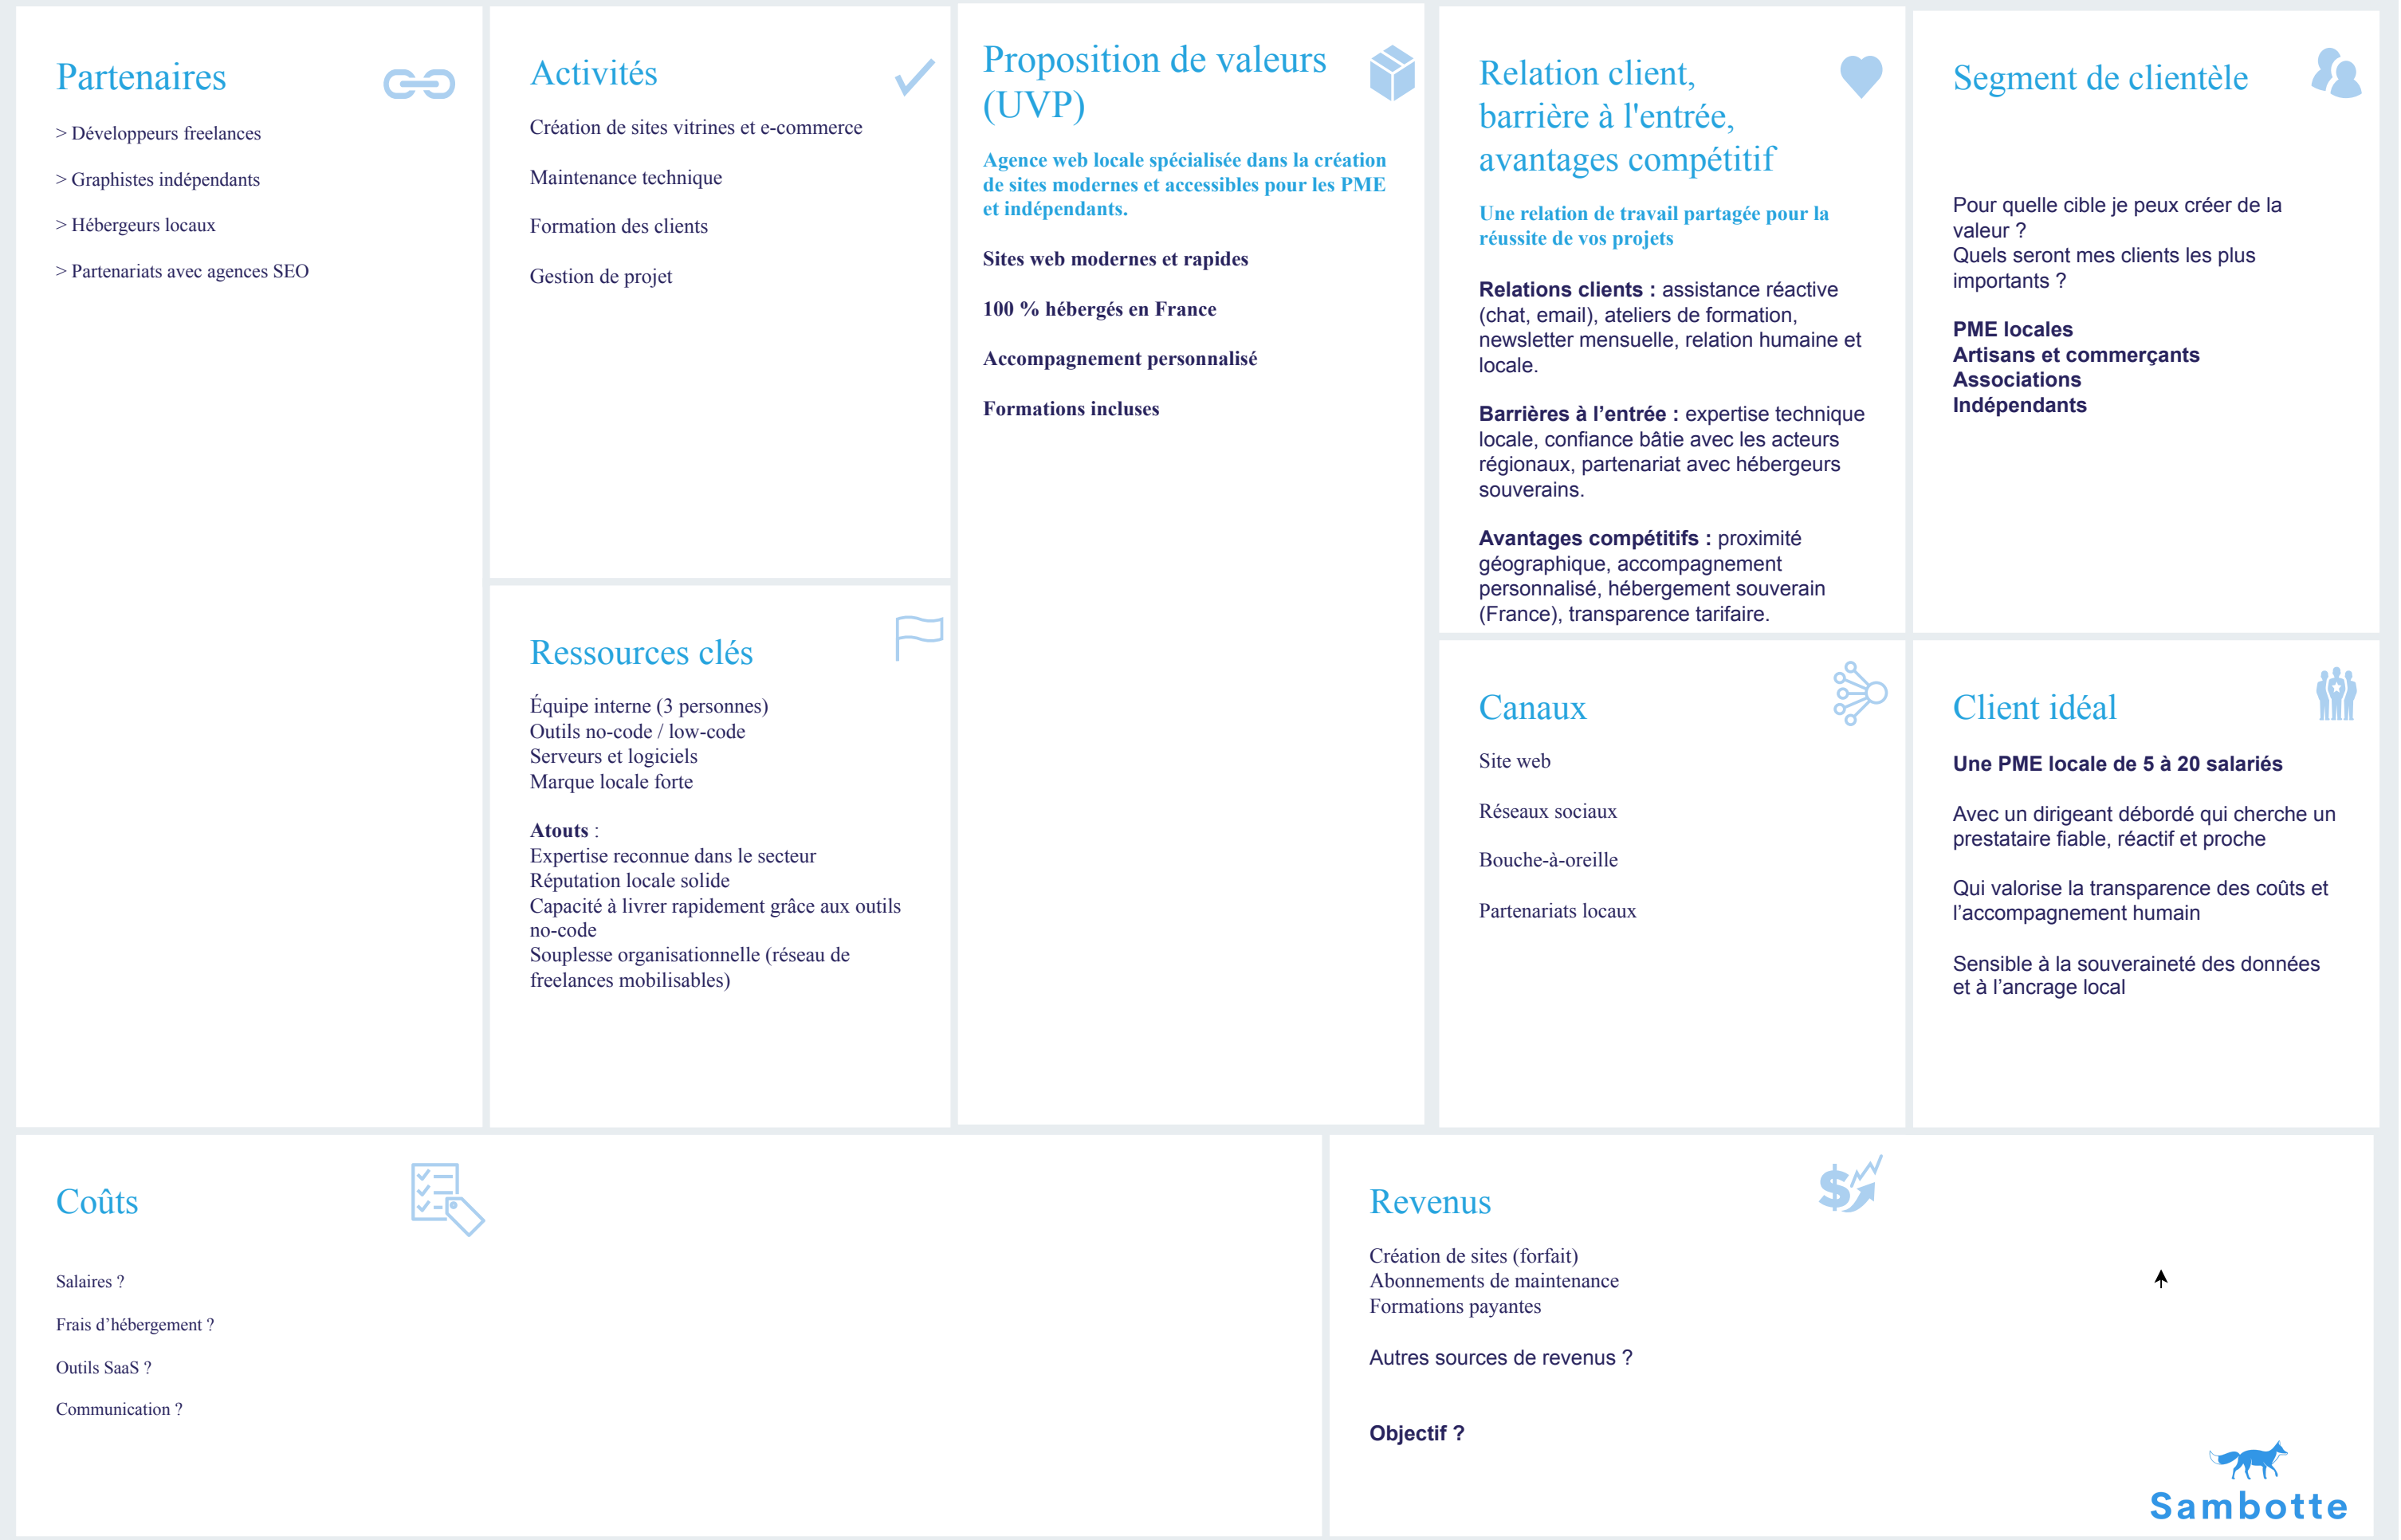 Partenaires
> Développeurs freelances
> Graphistes indépendants
> Hébergeurs locaux
> Partenariats avec agences SEO
Activités
Création de sites vitrines et e-commerce
Maintenance technique
Formation des clients
Gestion de projet
Ressources clés
Équipe interne (3 personnes)
Outils no-code / low-code
Serveurs et logiciels
Marque locale forte
Atouts :
Expertise reconnue dans le secteur
Réputation locale solide
Capacité à livrer rapidement grâce aux outils
no-code
Souplesse organisationnelle (réseau de
freelances mobilisables)
Proposition de valeurs
(UVP)
Agence web locale spécialisée dans la création
de sites modernes et accessibles pour les PME
et indépendants.
Sites web modernes et rapides
100 % hébergés en France
Accompagnement personnalisé
Formations incluses
Relation client,
barrière à l'entrée,
avantages compétitif
Une relation de travail partagée pour la
réussite de vos projets
Relations clients : assistance réactive
(chat, email), ateliers de formation,
newsletter mensuelle, relation humaine et
locale.
Barrières à l’entrée : expertise technique
locale, confiance bâtie avec les acteurs
régionaux, partenariat avec hébergeurs
souverains.
Avantages compétitifs : proximité
géographique, accompagnement
personnalisé, hébergement souverain
(France), transparence tarifaire.
Canaux
Site web
Réseaux sociaux
Bouche-à-oreille
Partenariats locaux
Segment de clientèle
Pour quelle cible je peux créer de la
valeur ?
Quels seront mes clients les plus
importants ?
PME locales
Artisans et commerçants
Associations
Indépendants
Client idéal
Une PME locale de 5 à 20 salariés
Avec un dirigeant débordé qui cherche un
prestataire fiable, réactif et proche
Qui valorise la transparence des coûts et
l’accompagnement humain
Sensible à la souveraineté des données
et à l’ancrage local
Coûts
Salaires ?
Frais d’hébergement ?
Outils SaaS ?
Communication ?
Revenus
Création de sites (forfait)
Abonnements de maintenance
Formations payantes
Autres sources de revenus ?
Objectif ?
Sambotte